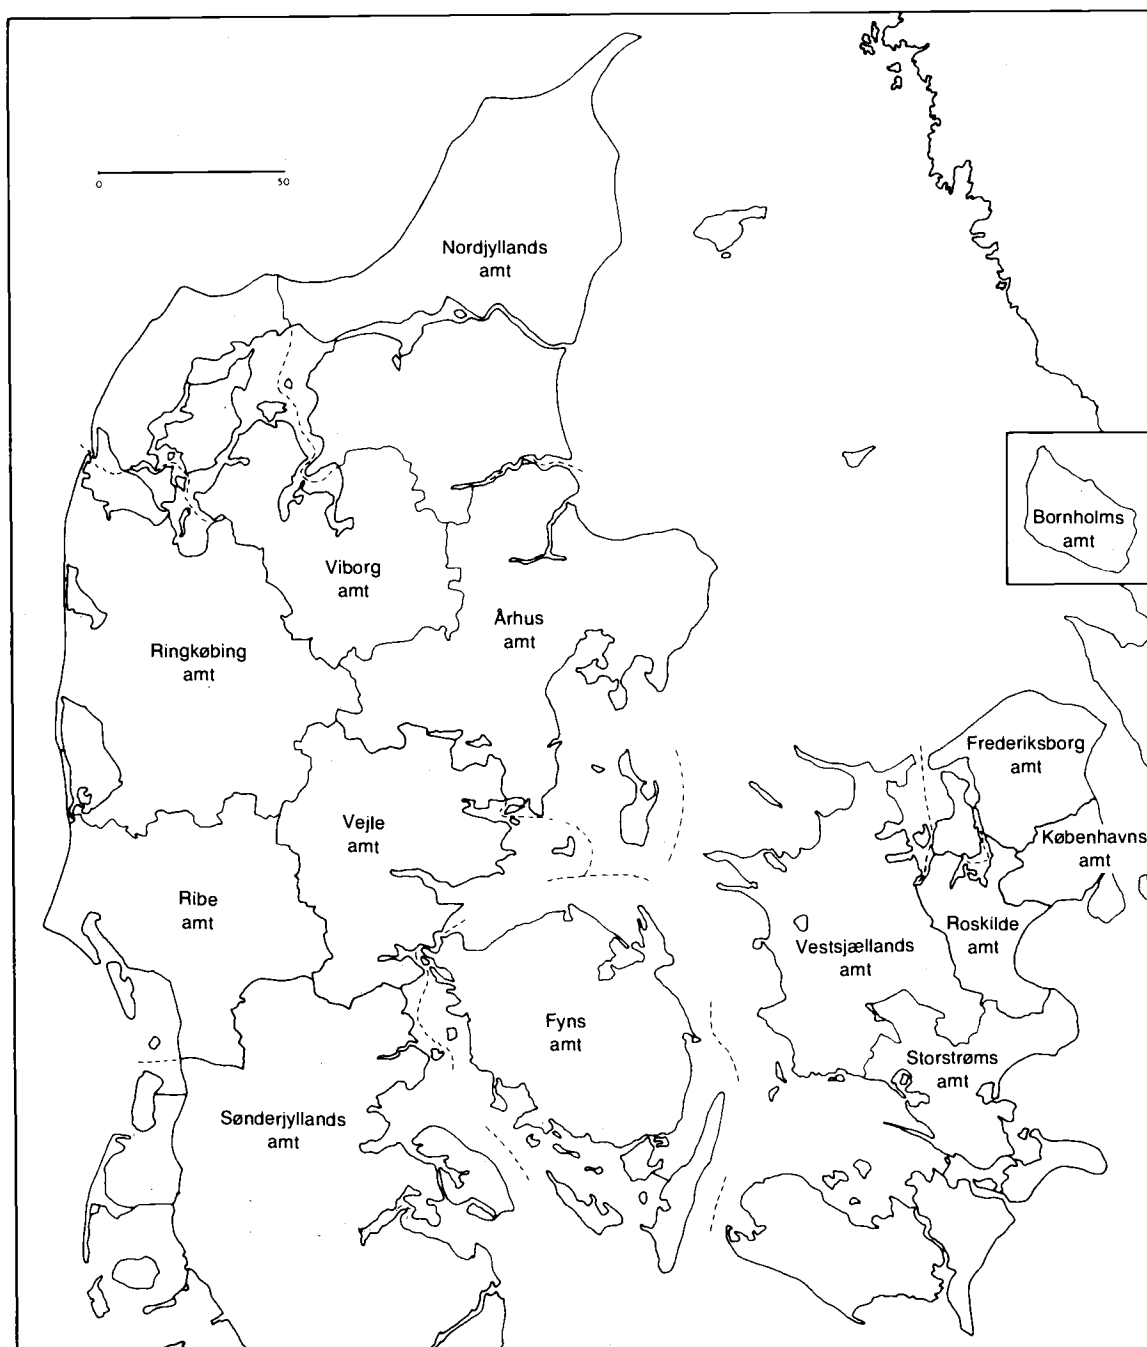 0 50
Nordjyllands
amt
Bornholms
amt
Viborg
amt
Århus
amt
Ringkøbing
amt
Frederiksborg
amt
Vejle
amt
Københavns
amt
Ribe
amt
Roskilde
amt
Vestsjællands
amt
Fyns
amt
Storstrøms
amt
Sønderjyllands
amt